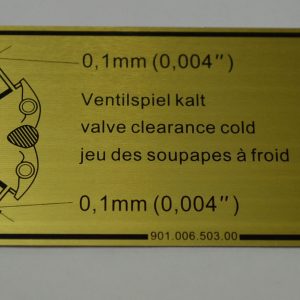 0,1mm (0,004")
Ventilspiel kalt
valve clearance cold
jeu des soupapes à froid
0,1mm (0,004")
901.006.503.00